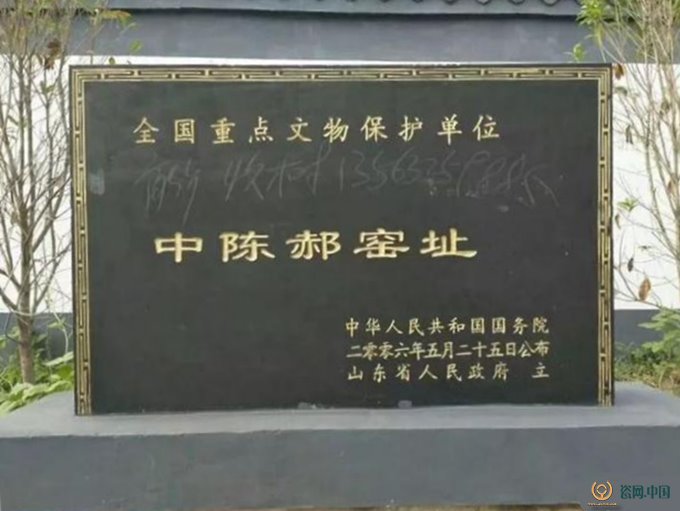 全国重点文物保护单位
收树
中陈郝窑址
中华人民共和国国务院
二零零六年五月二十五日公布
山东省人民政府 立
瓷网.中国